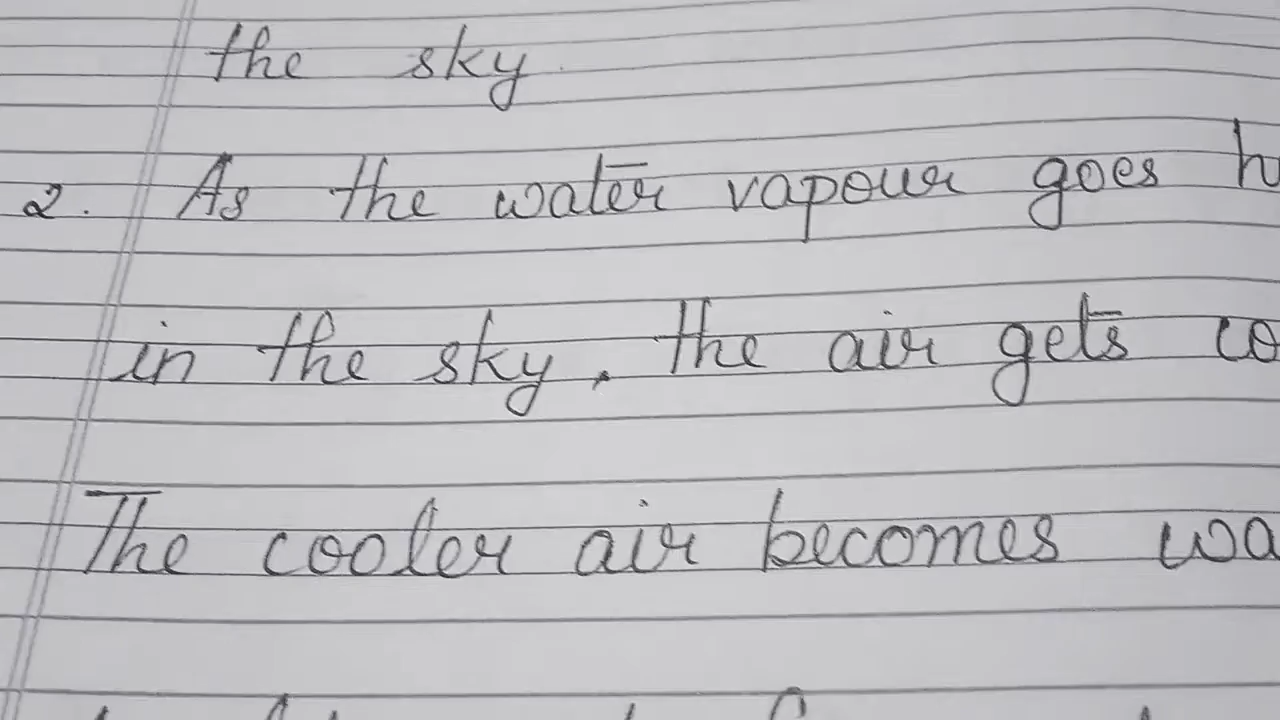 the sky
2. As the water vapour goes
in the sky. the air gets
The cooler air becomes